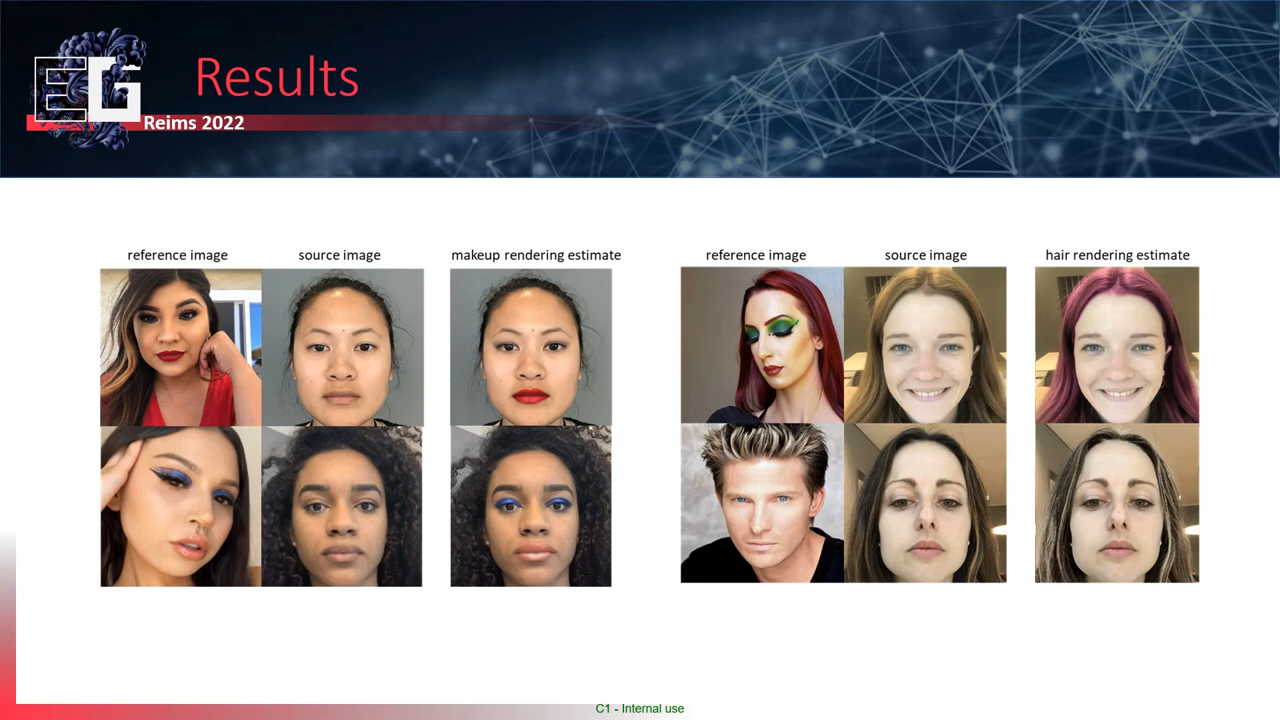 EG
Results
Reims 2022
reference image
source image
makeup rendering estimate
reference image
source image
hair rendering estimate
C1 - Internal use